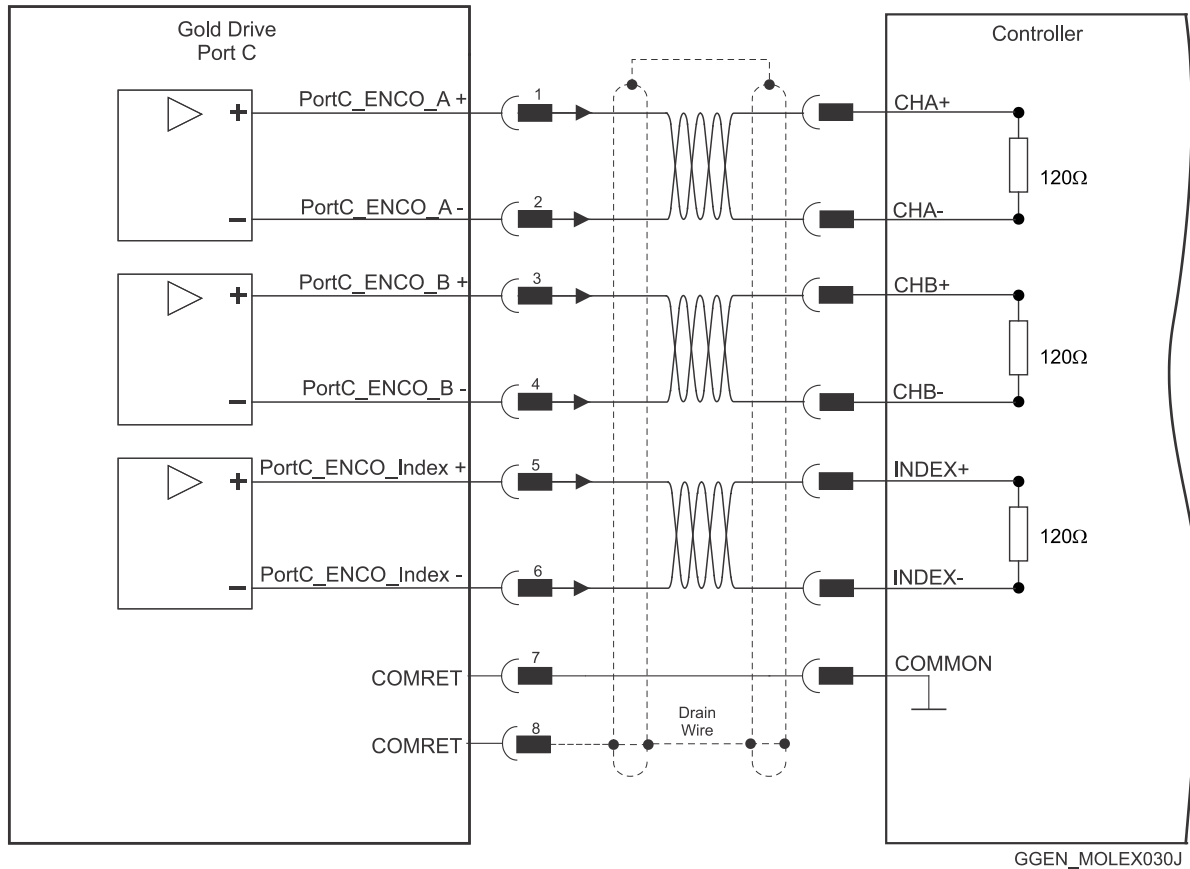 Gold Drive
Port C
Controller
PortC_ENCO_A +
1
CHA+
+
120Ω
PortC_ENCO_A -
2
CHA-
−
PortC_ENCO_B +
3
CHB+
+
120Ω
PortC_ENCO_B -
4
CHB-
−
PortC_ENCO_Index +
5
INDEX+
+
120Ω
PortC_ENCO_Index -
6
INDEX-
−
COMRET
7
COMMON
COMRET
8
Drain
Wire
GGEN_MOLEX030J